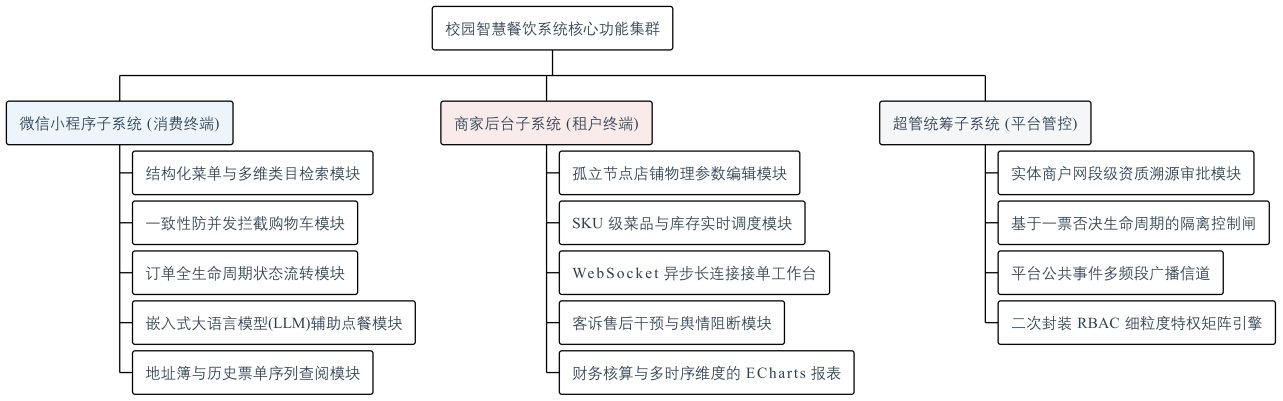 校园智慧餐饮系统核心功能集群
微信小程序子系统 (消费终端)
结构化菜单与多维类目检索模块
一致性防并发拦截购物车模块
订单全生命周期状态流转模块
嵌入式大语言模型(LLM)辅助点餐模块
地址簿与历史票单序列查阅模块
商家后台子系统 (租户终端)
孤立节点店铺物理参数编辑模块
SKU 级菜品与库存实时调度模块
WebSocket 异步长连接接单工作台
客诉售后干预与舆情阻断模块
财务核算与多时序维度的 ECharts 报表
超管统筹子系统 (平台管控)
实体商户网段级资质溯源审批模块
基于一票否决生命周期的隔离控制闸
平台公共事件多频段广播信道
二次封装 RBAC 细粒度特权矩阵引擎